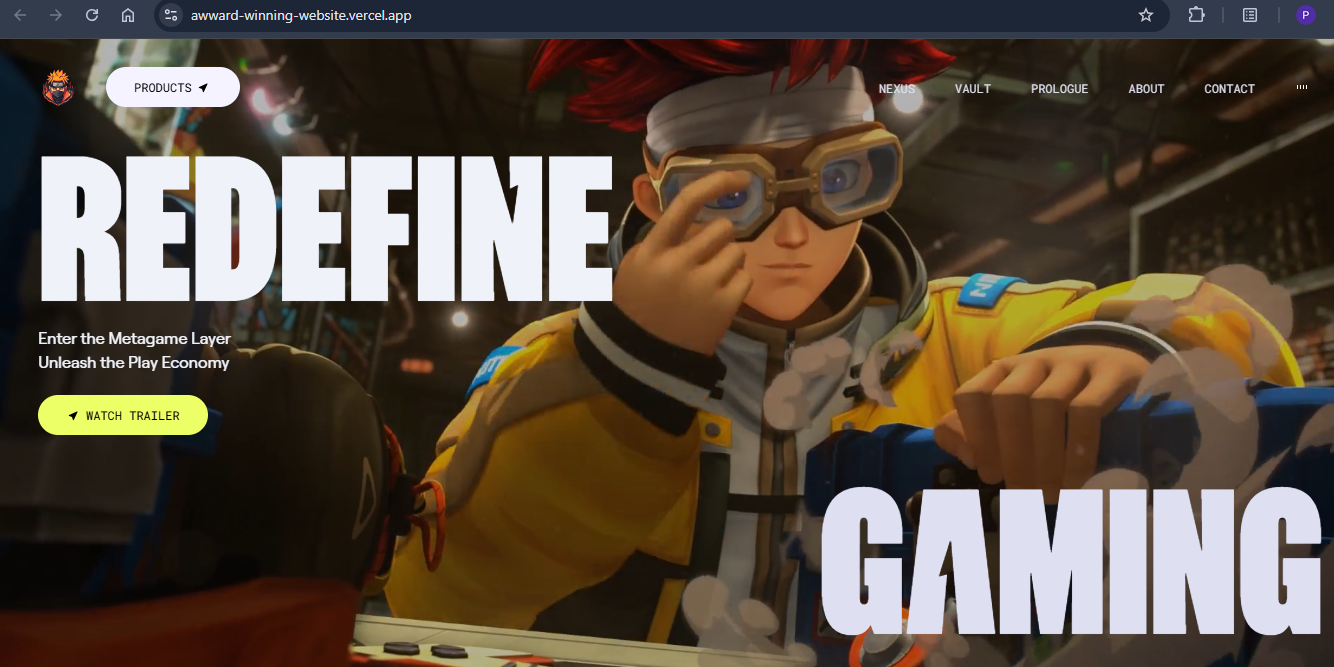 awward-winning-website.vercel.app
P
PRODUCTS
NEXUS VAULT PROLOGUE ABOUT CONTACT
REDEFINE
Enter the Metagame Layer
Unleash the Play Economy
WATCH TRAILER
GAMING